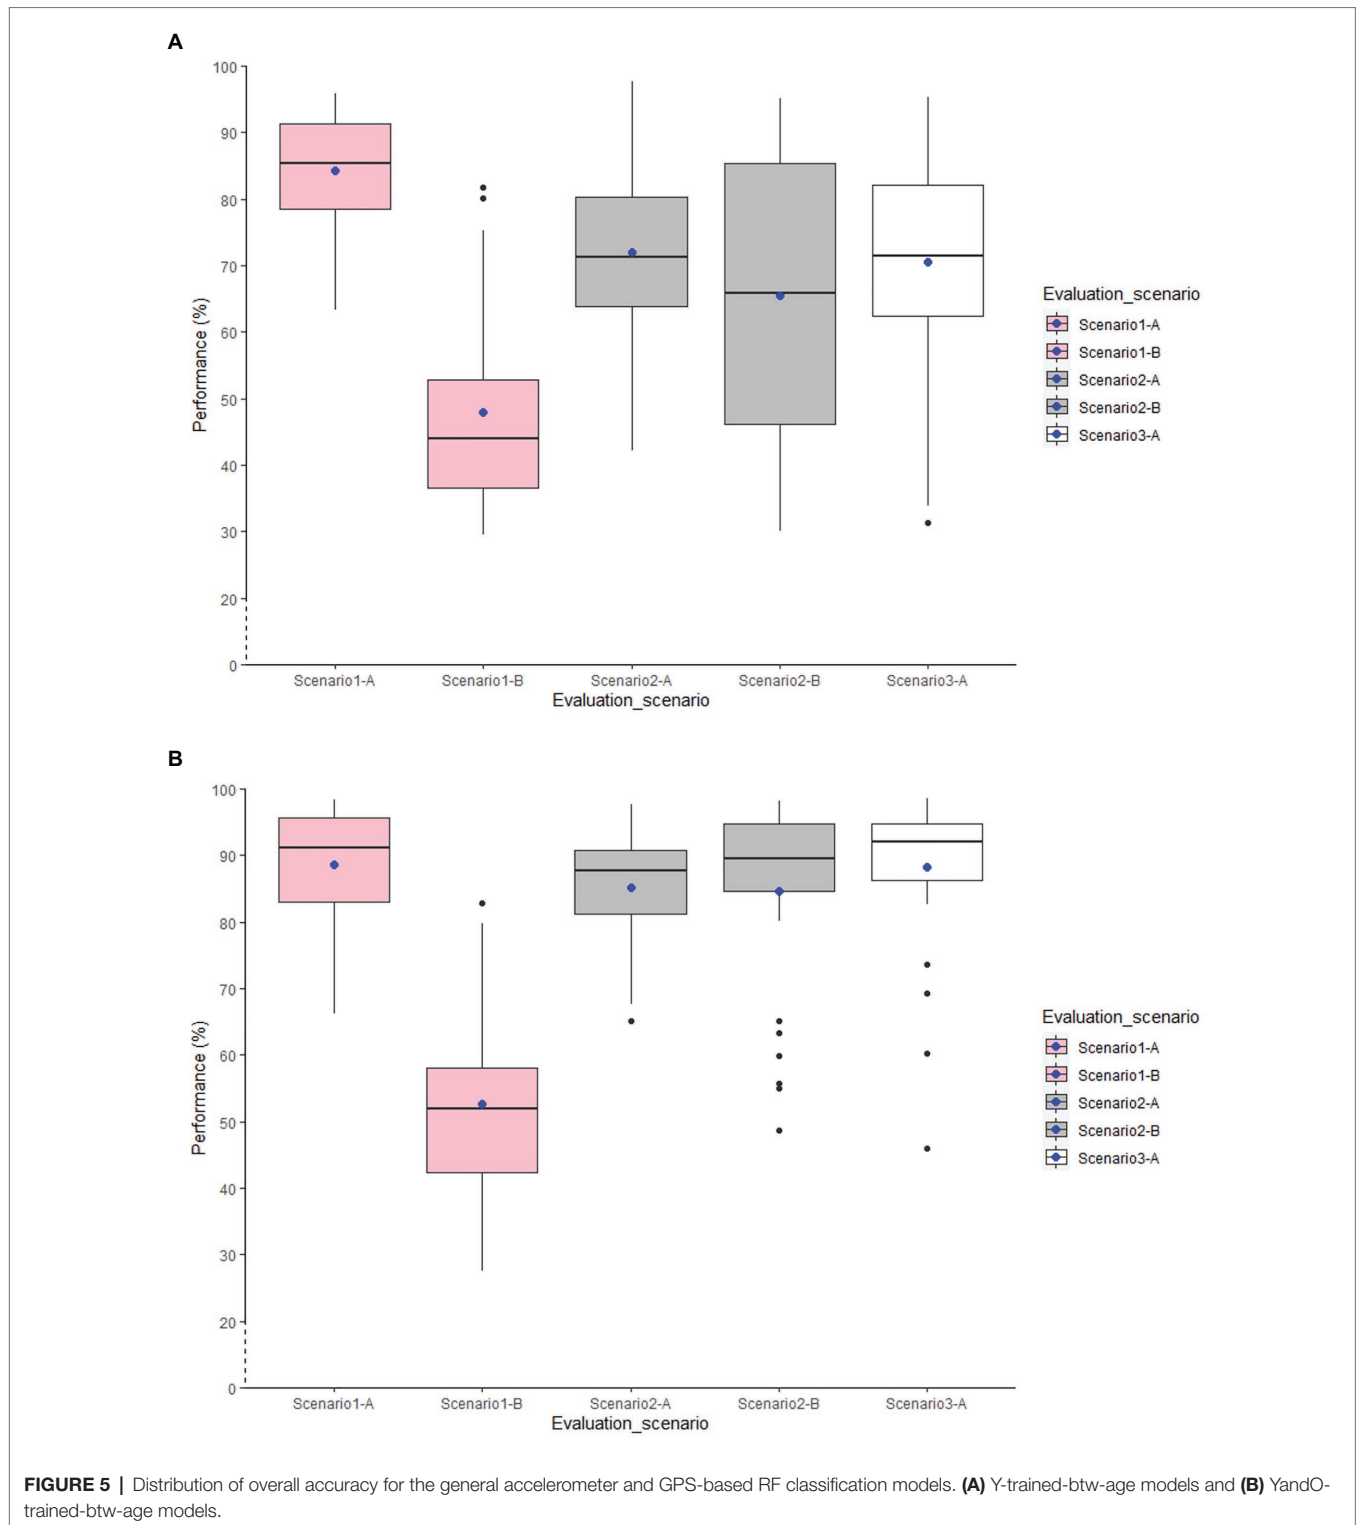 A
100
90
80
70
60
50
40
30
20
0
Performance (%)
Scenario1-A Scenario1-B Scenario2-A Scenario2-B Scenario3-A
Evaluation_scenario
Evaluation_scenario
Scenario1-A
Scenario1-B
Scenario2-A
Scenario2-B
Scenario3-A
B
100
90
80
70
60
50
40
30
20
0
Performance (%)
Scenario1-A Scenario1-B Scenario2-A Scenario2-B Scenario3-A
Evaluation_scenario
Evaluation_scenario
Scenario1-A
Scenario1-B
Scenario2-A
Scenario2-B
Scenario3-A
FIGURE 5 | Distribution of overall accuracy for the general accelerometer and GPS-based RF classification models. (A) Y-trained-btw-age models and (B) YandO-
trained-btw-age models.